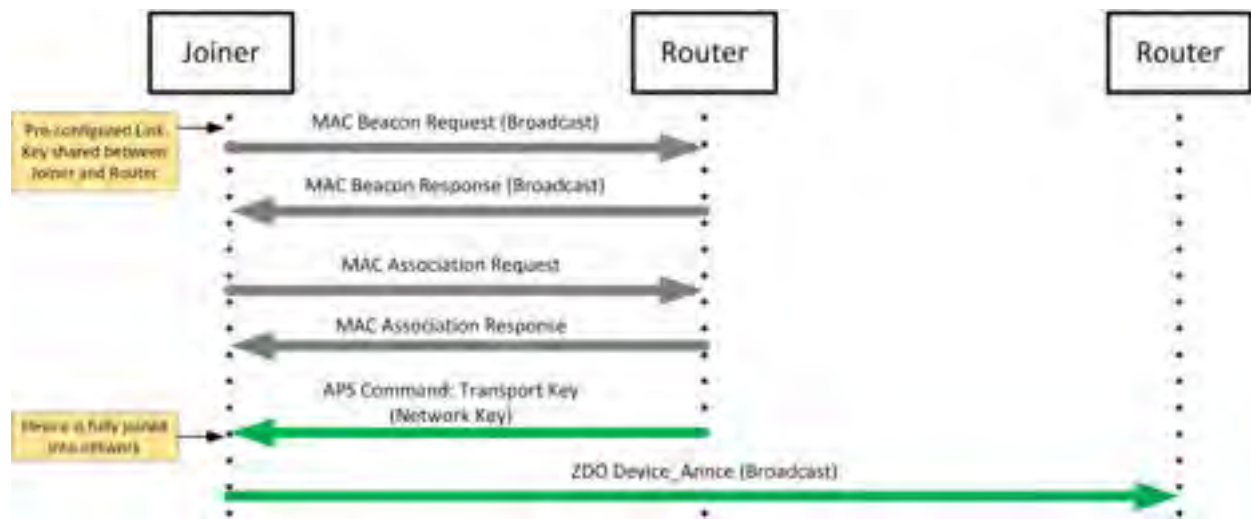 Joiner
Router
Router
MAC Beacon Request (Broadcast)
Pre-configured Link
Key shared between
Joiner and Router
MAC Beacon Response (Broadcast)
MAC Association Request
MAC Association Response
APS Command: Transport Key
(Network Key)
Device is fully joined
into network
ZDO Device_Annce (Broadcast)